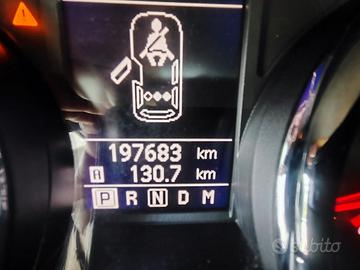 197683 km
A 130.7 km
P R N D M
subito